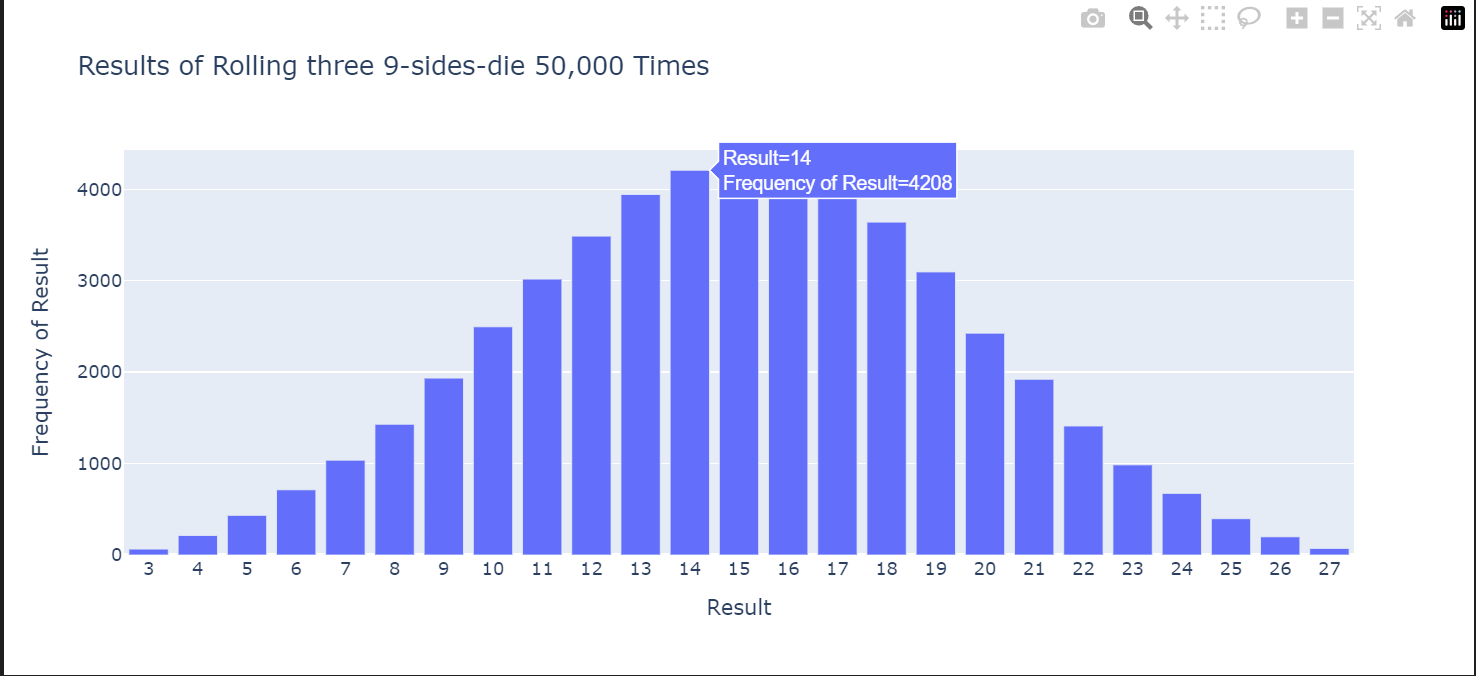 Results of Rolling three 9-sides-die 50,000 Times
Result=14
Frequency of Result=4208
4000
3000
2000
1000
0
Frequency of Result
3 4 5 6 7 8 9 10 11 12 13 14 15 16 17 18 19 20 21 22 23 24 25 26 27
Result